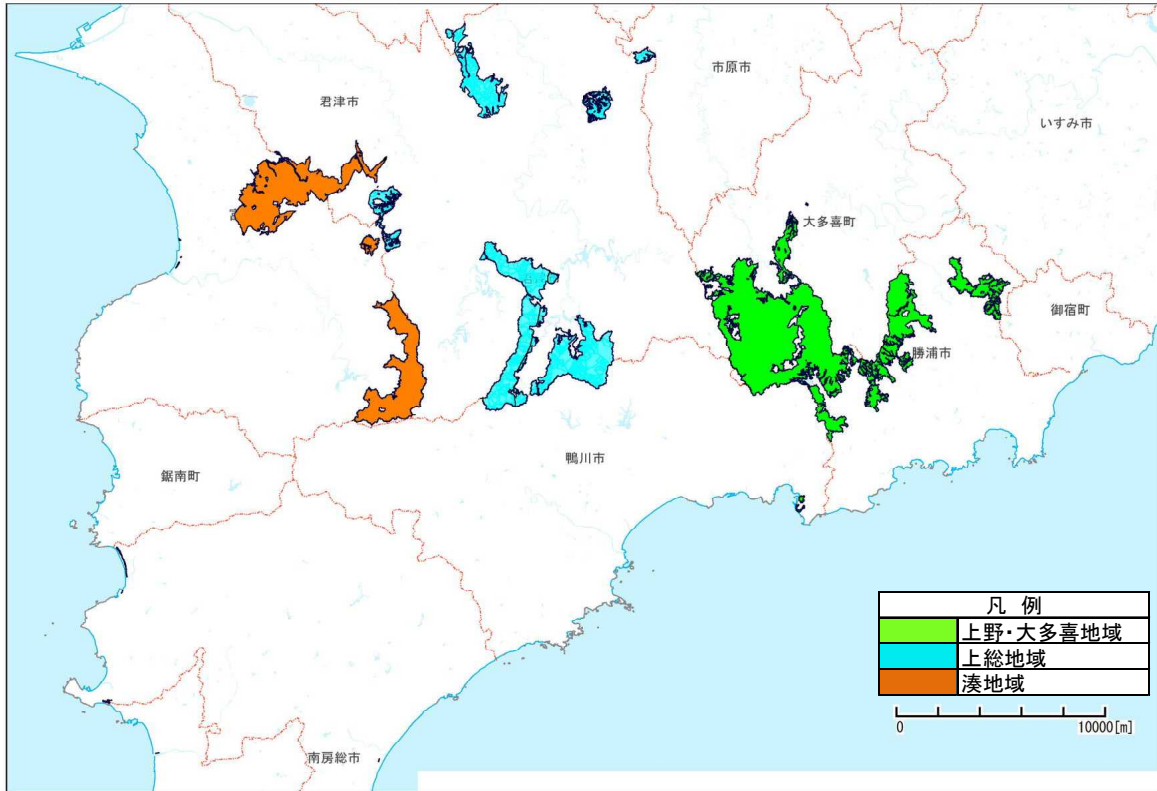 市原市
君津市
いすみ市
大多喜町
御宿町
勝浦市
鴨川市
鋸南町
南房総市
凡 例
上野・大多喜地域
上総地域
湊地域
0 10000[m]